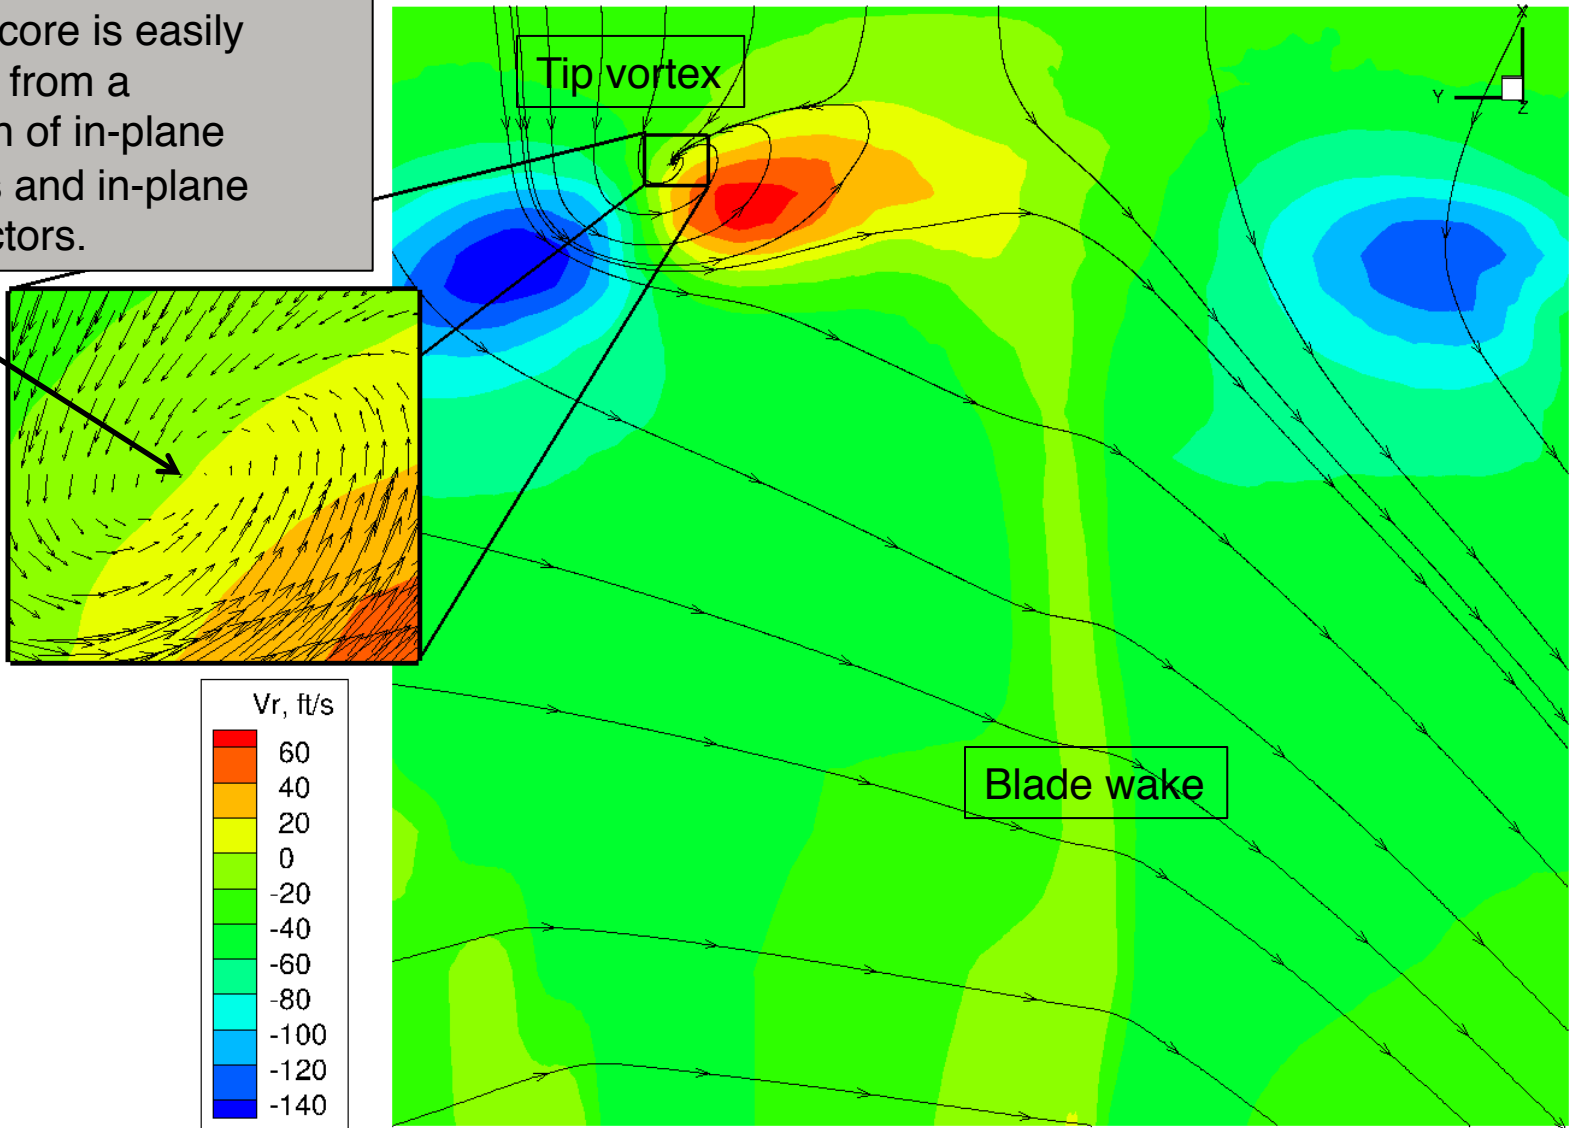 core is easily
from a
of in-plane
and in-plane
Tip vortex
X
Y
Z
Blade wake
Vr, ft/s
60
40
20
0
-20
-40
-60
-80
-100
-120
-140